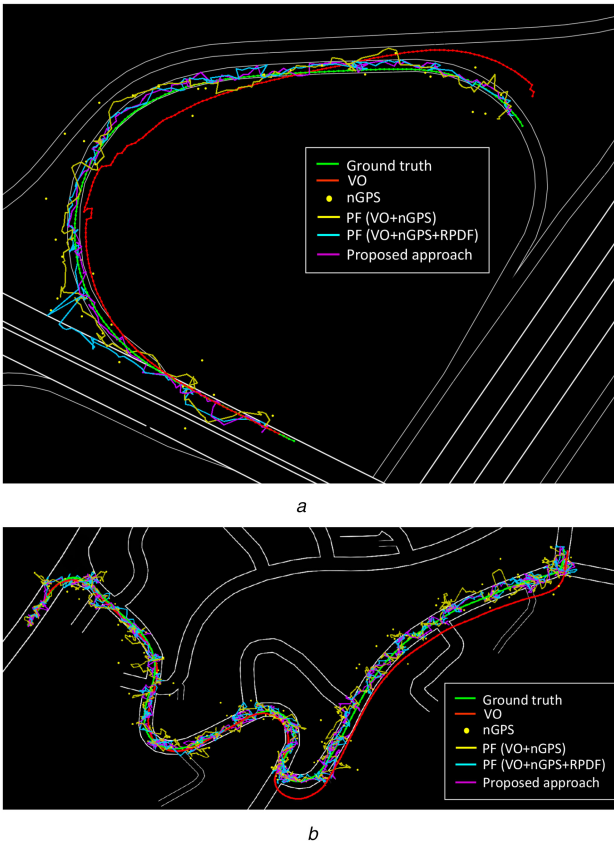 Ground truth
VO
nGPS
PF (VO+nGPS)
PF (VO+nGPS+RPDF)
Proposed approach
a
Ground truth
VO
nGPS
PF (VO+nGPS)
PF (VO+nGPS+RPDF)
Proposed approach
b